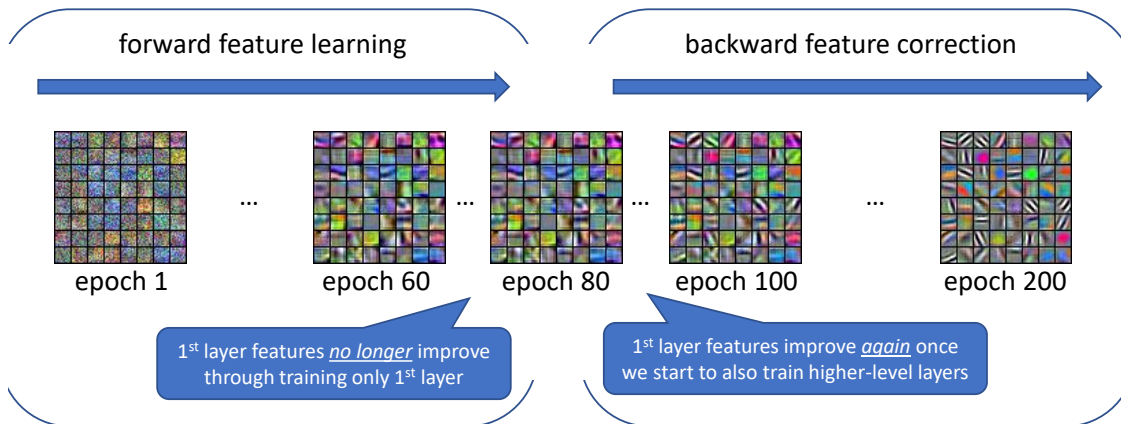 forward feature learning
backward feature correction
...
...
...
...
epoch 1
epoch 60
epoch 80
epoch 100
epoch 200
1st layer features no longer improve
through training only 1st layer
1st layer features improve again once
we start to also train higher-level layers